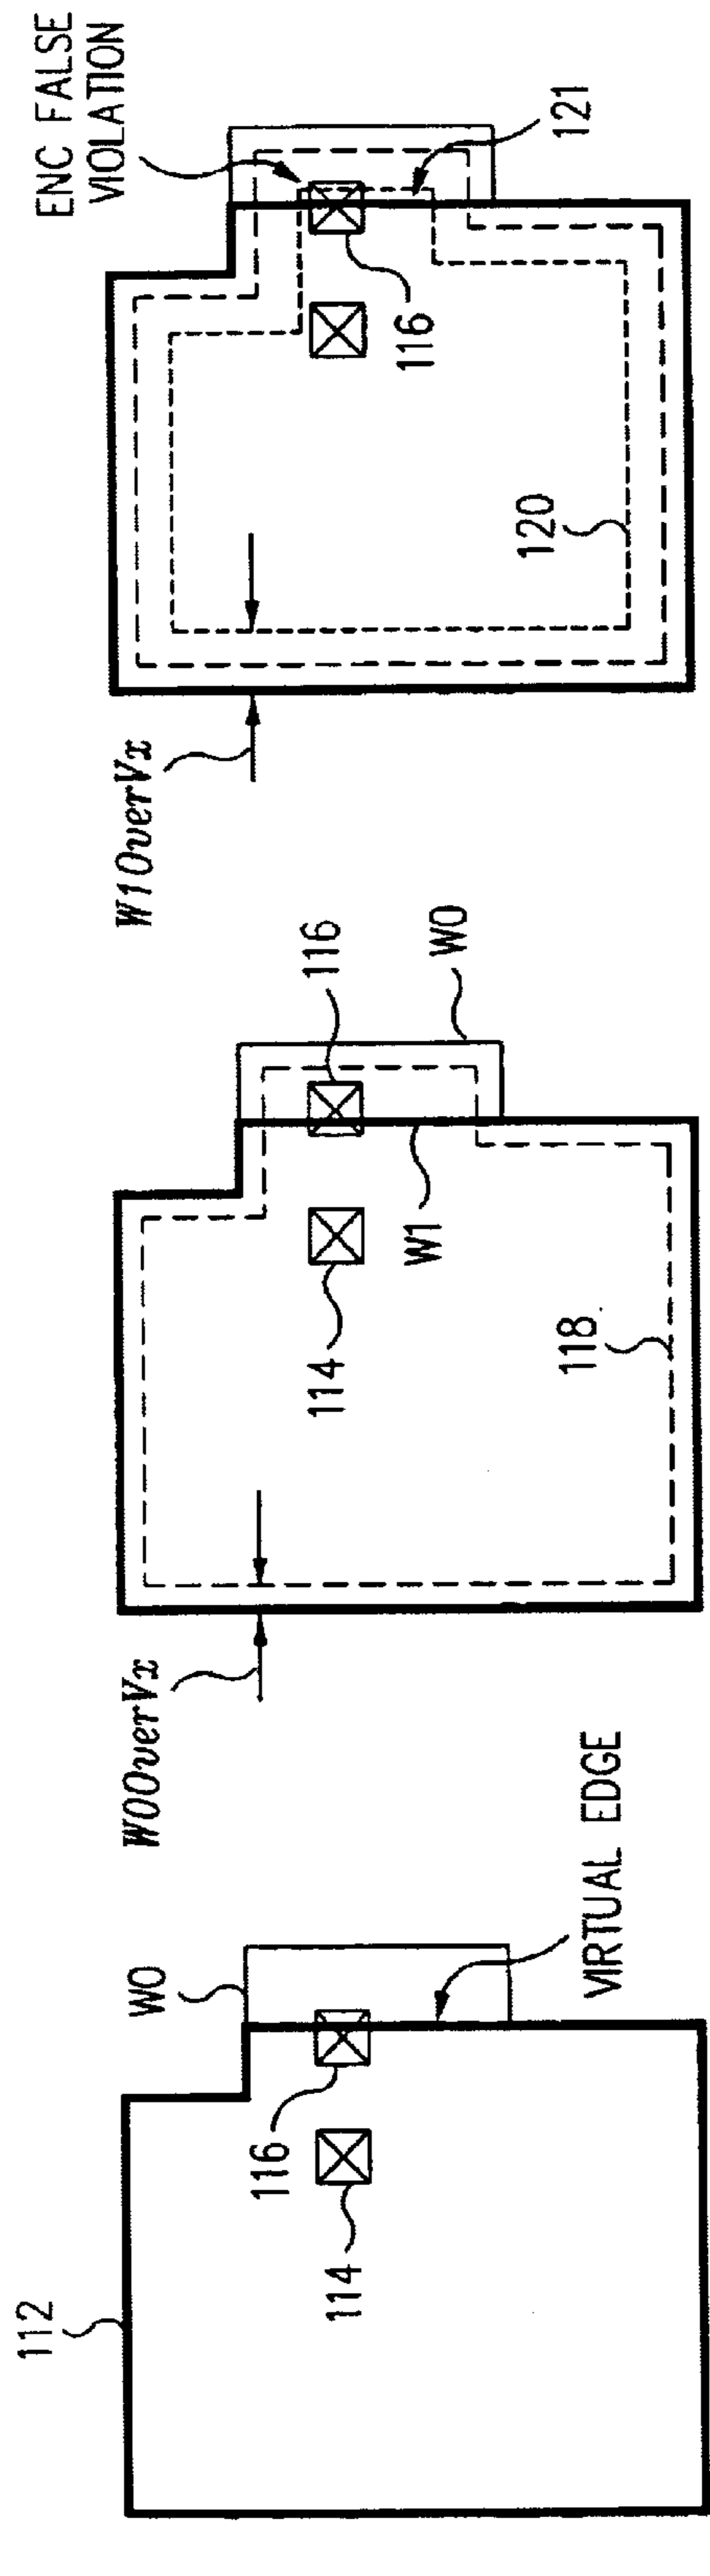 112
W0
116
114
VIRTUAL EDGE
W0OverVx
114
116
W1
W0
118
W1OverVx
ENC FALSE
VIOLATION
116
120
121